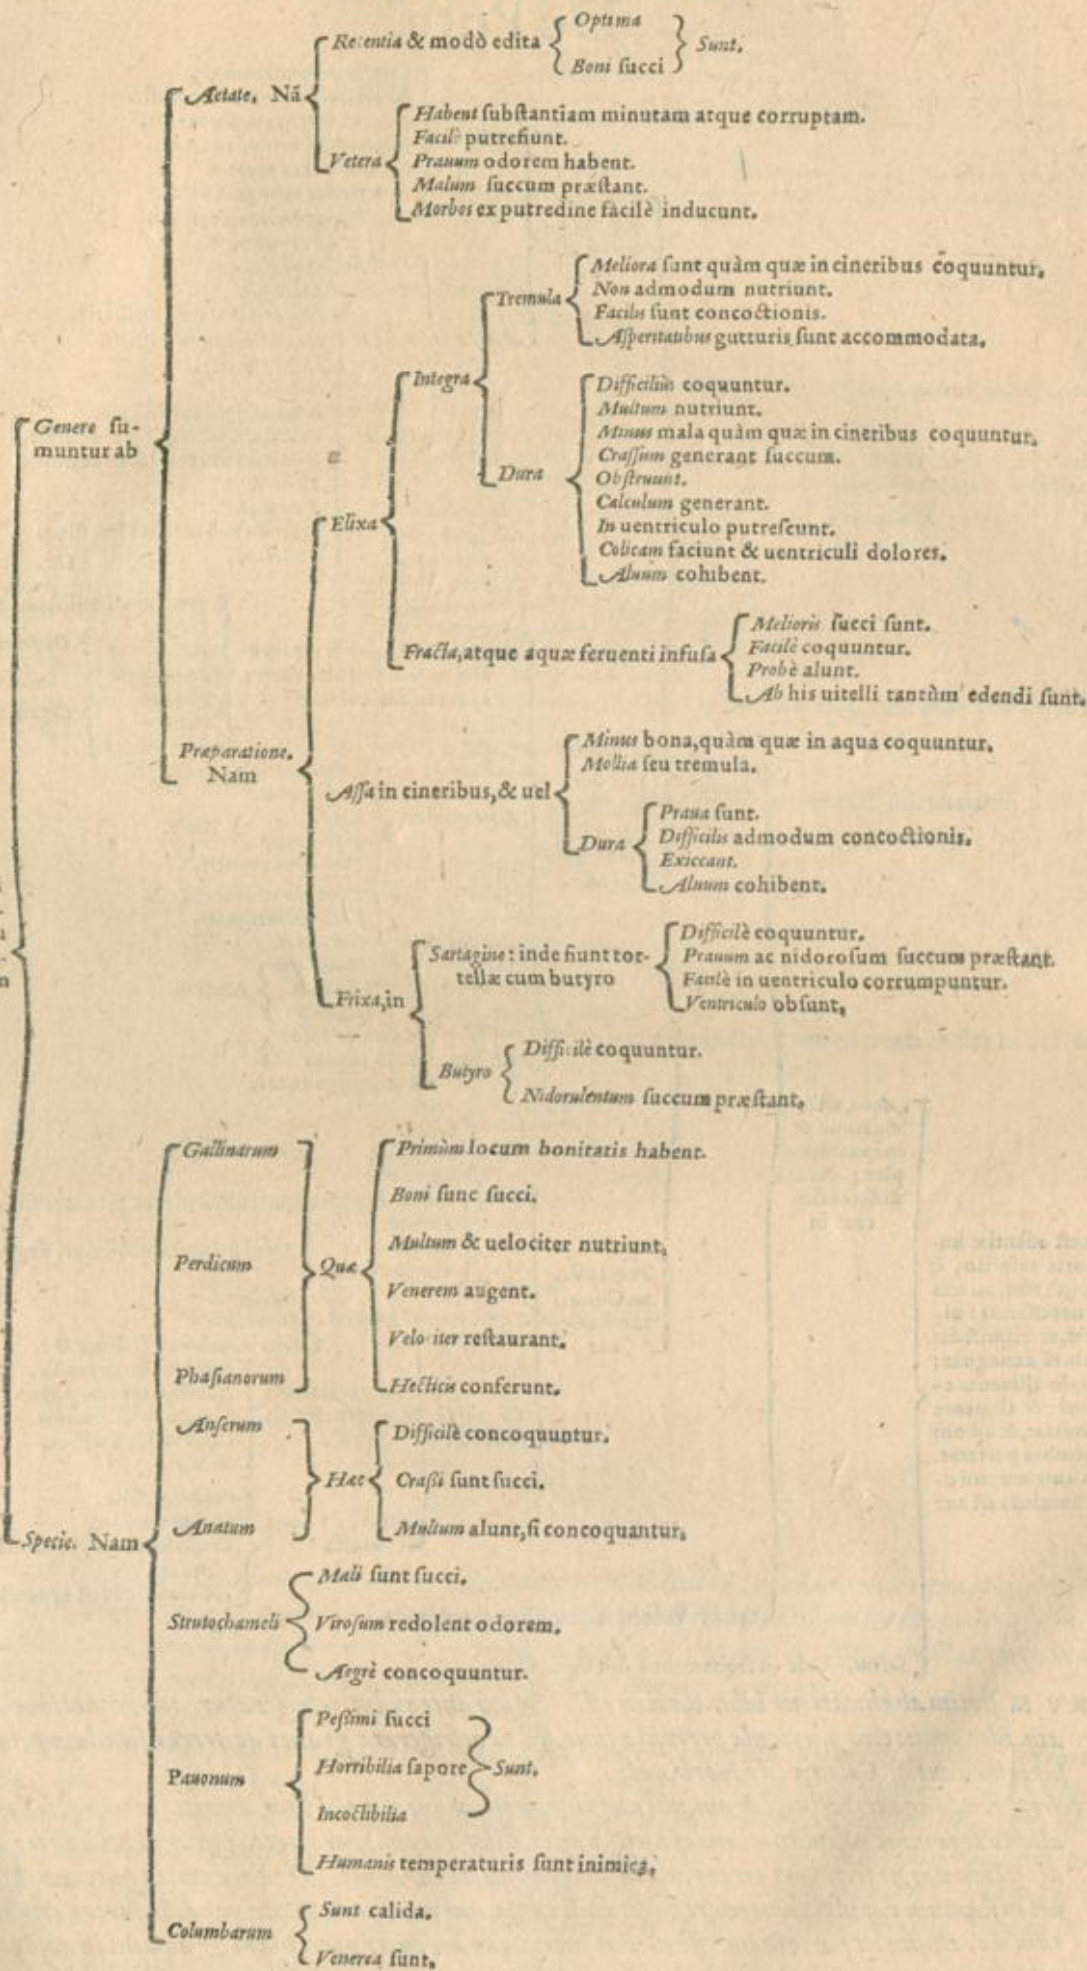 Recentia & modò edita
Optima
Boni succi
Sunt.
Aetate. Nã
Vetera
Habent substantiam minutam atque corruptam.
Facilè putrefiunt.
Prauum odorem habent.
Malum succum præstant.
Morbos ex putredine facilè inducunt.
Genere su-
muntur ab
Præparatione.
Nam
Elixa
Integra
Tremula
Meliora sunt quàm quæ in cineribus coquuntur.
Non admodum nutriunt.
Facilis sunt concoctionis.
Asperitatibus gutturis sunt accommodata.
Dura
Difficiliùs coquuntur.
Multum nutriunt.
Minus mala quàm quæ in cineribus coquuntur.
Crassum generant succum.
Obstruunt.
Calculum generant.
In uentriculo putrescunt.
Colicam faciunt & uentriculi dolores.
Aluum cohibent.
Fracta, atque aquæ feruenti infusa
Melioris succi sunt.
Facilè coquuntur.
Probè alunt.
Ab his uitelli tantùm edendi sunt.
Assa in cineribus, & uel
Minus bona, quàm quæ in aqua coquuntur.
Mollia seu tremula.
Dura
Praua sunt.
Difficilis admodum concoctionis.
Exiccant.
Aluum cohibent.
Frixa, in
Sartagine: inde fiunt tor-
tellæ cum butyro
Difficilè coquuntur.
Prauum ac nidorosum succum præstant.
Facilè in uentriculo corrumpuntur.
Ventriculo obsunt.
Butyro
Difficilè coquuntur.
Nidorulentum succum præstant.
Specie. Nam
Gallinarum
Perdicum
Phasianorum
Quæ
Primùm locum bonitatis habent.
Boni sunc succi.
Multum & uelociter nutriunt.
Venerem augent.
Velo iter restaurant.
Hecticis conferunt.
Anserum
Anatum
Hæc
Difficilè concoquuntur.
Crassi sunt succi.
Multum alunt, si concoquantur.
Strutochameli
Mali sunt succi.
Virosum redolent odorem.
Aegrè concoquuntur.
Pauonum
Pessimi succi
Horribilia sapore
Incoctibilia
Sunt.
Humanis temperaturis sunt inimica.
Columbarum
Sunt calida.
Venerea sunt.